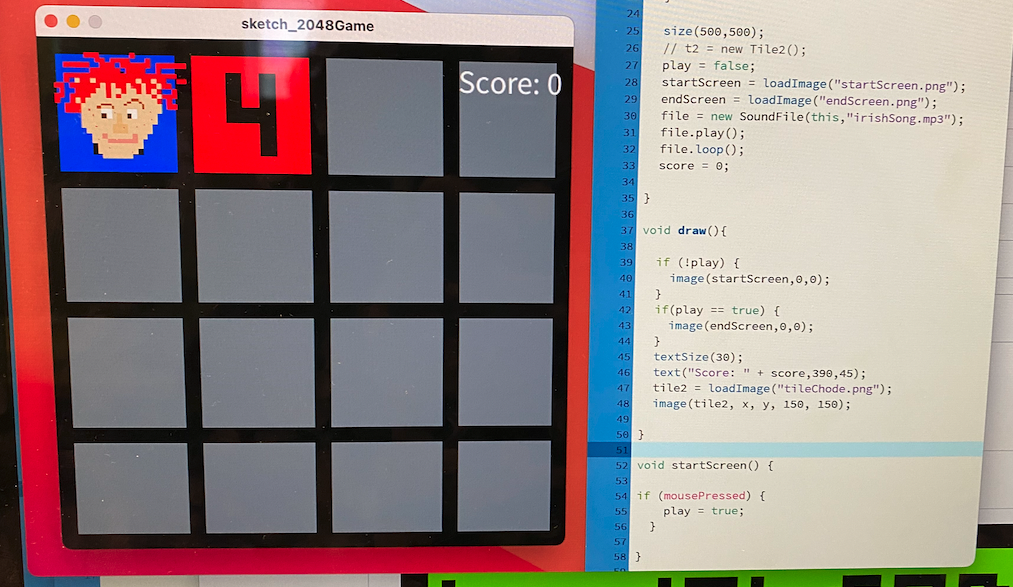 sketch_2048Game
4
Score: 0
24
25 size(500,500);
26 // t2 = new Tile2();
27 play = false;
28 startScreen = loadImage("startScreen.png");
29 endScreen = loadImage("endScreen.png");
30 file = new SoundFile(this,"irishSong.mp3");
31 file.play();
32 file.loop();
33 score = 0;
34
35 }
36
37 void draw(){
38
39 if (!play) {
40 image(startScreen,0,0);
41 }
42 if(play == true) {
43 image(endScreen,0,0);
44 }
45 textSize(30);
46 text("Score: " + score,390,45);
47 tile2 = loadImage("tileChode.png");
48 image(tile2, x, y, 150, 150);
49
50 }
51
52 void startScreen() {
53
54 if (mousePressed) {
55 play = true;
56 }
57
58 }